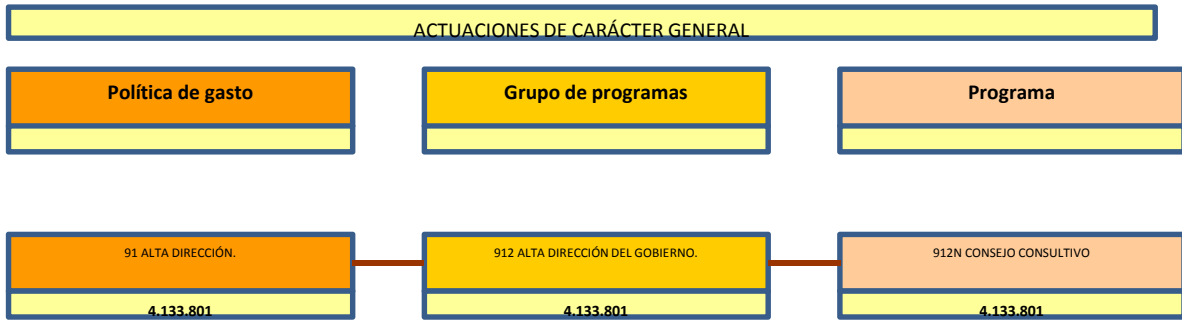 ACTUACIONES DE CARÁCTER GENERAL
Política de gasto
Grupo de programas
Programa
91 ALTA DIRECCIÓN.
912 ALTA DIRECCIÓN DEL GOBIERNO.
912N CONSEJO CONSULTIVO
4.133.801
4.133.801
4.133.801